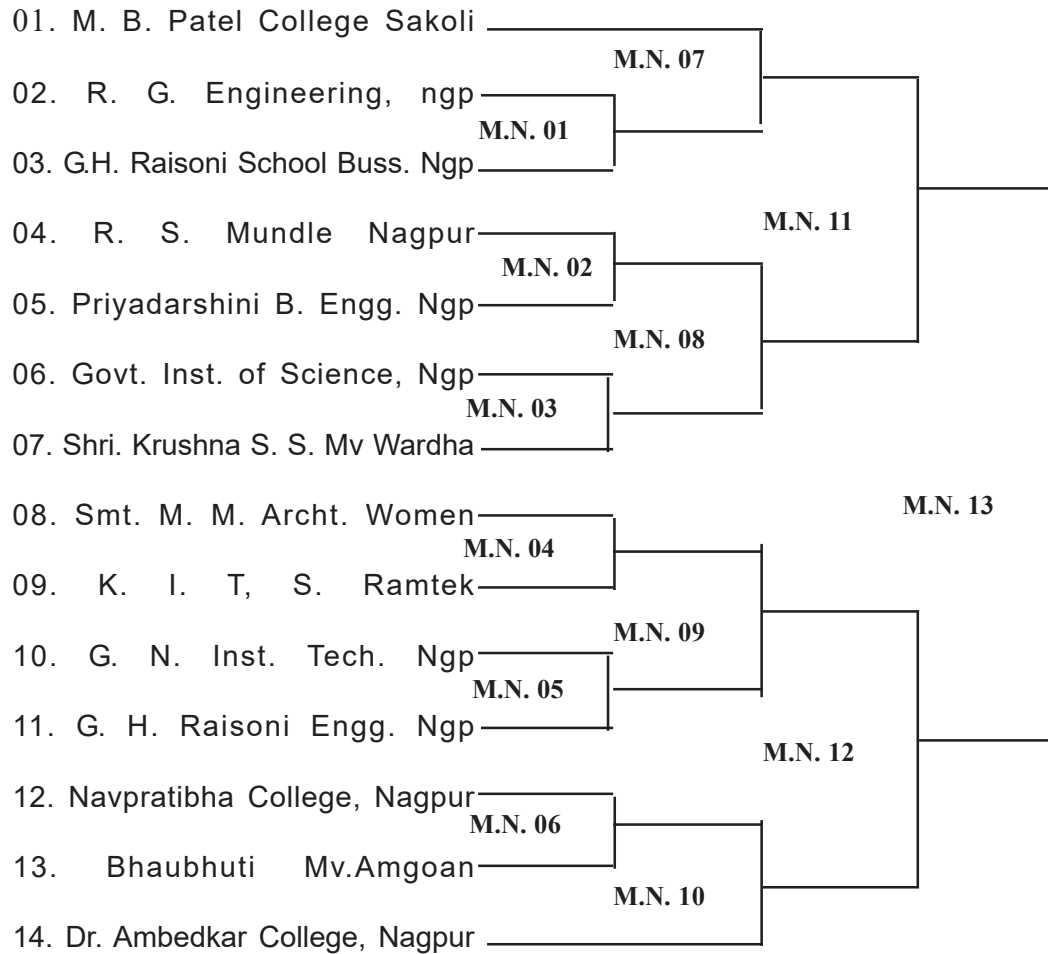 01. M. B. Patel College Sakoli
M.N. 07
02. R. G. Engineering, ngp
M.N. 01
03. G.H. Raisoni School Buss. Ngp
04. R. S. Mundle Nagpur
M.N. 11
M.N. 02
05. Priyadarshini B. Engg. Ngp
M.N. 08
06. Govt. Inst. of Science, Ngp
M.N. 03
07. Shri. Krushna S. S. Mv Wardha
M.N. 13
08. Smt. M. M. Archt. Women
M.N. 04
09. K. I. T, S. Ramtek
M.N. 09
10. G. N. Inst. Tech. Ngp
M.N. 05
11. G. H. Raisoni Engg. Ngp
M.N. 12
12. Navpratibha College, Nagpur
M.N. 06
13. Bhaubhuti Mv.Amgoan
M.N. 10
14. Dr. Ambedkar College, Nagpur